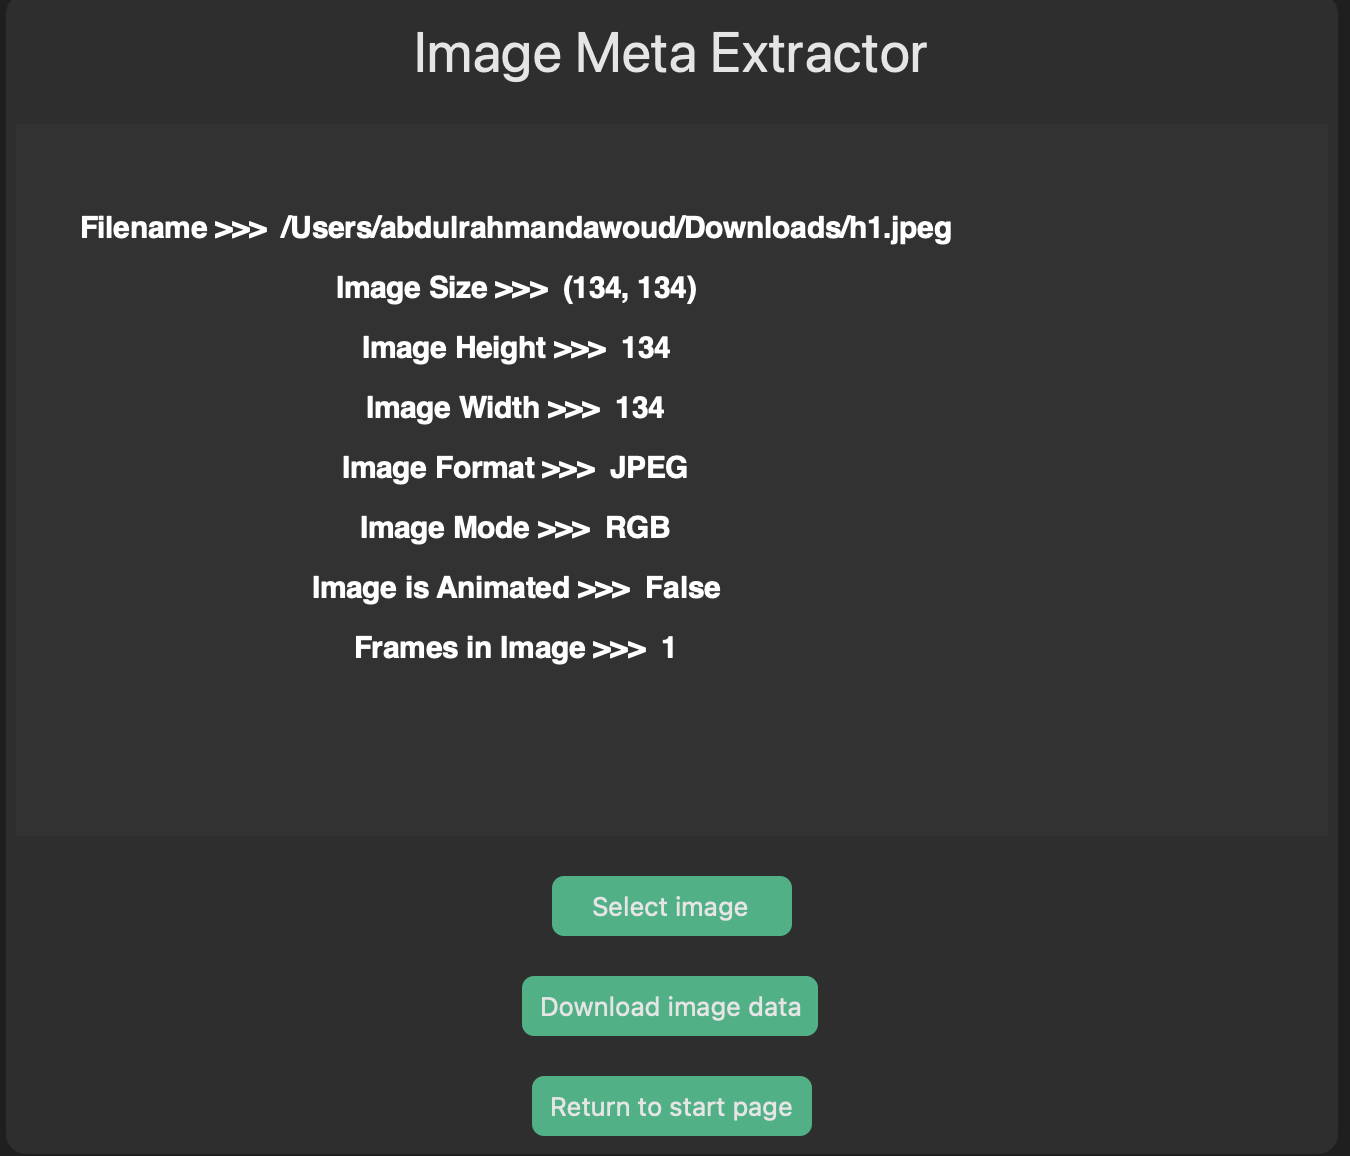 Image Meta Extractor
Filename >>> /Users/abdulrahmandawoud/Downloads/h1.jpeg
Image Size >>> (134, 134)
Image Height >>> 134
Image Width >>> 134
Image Format >>> JPEG
Image Mode >>> RGB
Image is Animated >>> False
Frames in Image >>> 1
Select image
Download image data
Return to start page